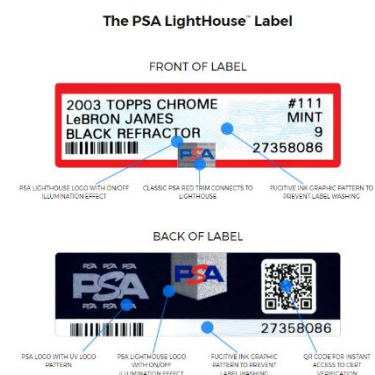 The PSA LightHouse™ Label
FRONT OF LABEL
2003 TOPPS CHROME #111
LeBRON JAMES MINT
BLACK REFRACTOR 9
27358086
PSA
PSA LIGHTHOUSE LOGO WITH ON/OFF
ILLUMINATION EFFECT
CLASSIC PSA RED TRIM CONNECTS TO
LIGHTHOUSE
FUGITIVE INK GRAPHIC PATTERN TO
PREVENT LABEL WASHING
BACK OF LABEL
PSA PSA PSA
PSA
PSA PSA PSA
PSA
27358086
PSA LOGO WITH UV LOGO
PATTERN
PSA LIGHTHOUSE LOGO
WITH ON/OFF
ILLUMINATION EFFECT
FUGITIVE INK GRAPHIC
PATTERN TO PREVENT
LABEL WASHING
QR CODE FOR INSTANT
ACCESS TO CERT
VERIFICATION